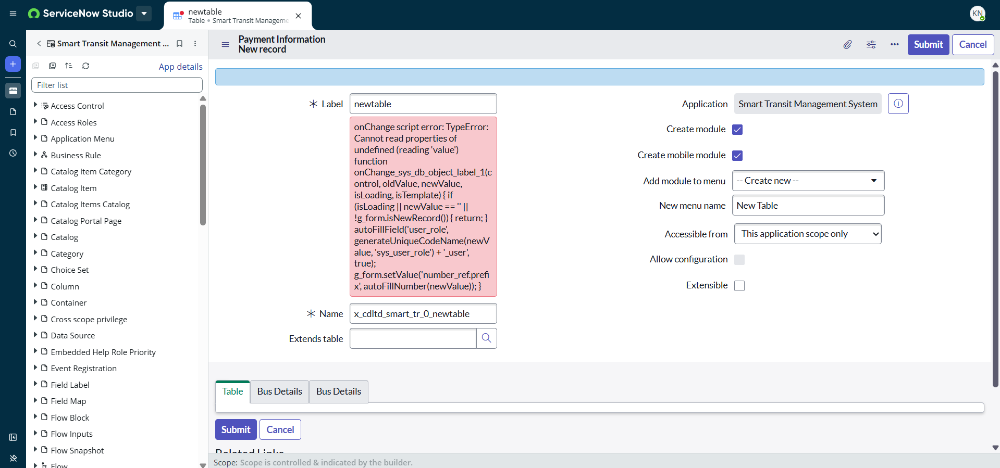 ServiceNow Studio
newtable
Table • Smart Transit Manageme
KN
Smart Transit Management ...
App details
Filter list
Access Control
Access Roles
Application Menu
Business Rule
Catalog Item Category
Catalog Item
Catalog Items Catalog
Catalog Portal Page
Catalog
Category
Choice Set
Column
Container
Cross scope privilege
Data Source
Embedded Help Role Priority
Event Registration
Field Label
Field Map
Flow Block
Flow Inputs
Flow Snapshot
Flow
Payment Information
New record
Submit
Cancel
Label
newtable
onChange script error: TypeError:
Cannot read properties of
undefined (reading 'value')
function
onChange_sys_db_object_label_1(c
ontrol, oldValue, newValue,
isLoading, isTemplate) { if
(isLoading || newValue == '' ||
!g_form.isNewRecord()) { return; }
autoFillField('user_role',
generateUniqueCodeName(newV
alue, 'sys_user_role') + '_user',
true);
g_form.setValue('number_ref.prefi
x', autoFillNumber(newValue)); }
Name
x_cdltd_smart_tr_0_newtable
Extends table
Application
Smart Transit Management System
Create module
Create mobile module
Add module to menu
-- Create new --
New menu name
New Table
Accessible from
This application scope only
Allow configuration
Extensible
Table
Bus Details
Bus Details
Submit
Cancel
Related Links
Scope: Scope is controlled & indicated by the builder.